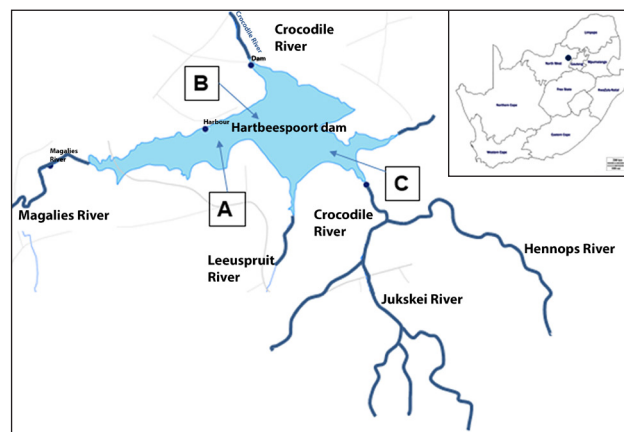 Crocodile River
Crocodile
River
Dam
B
Harbour
Hartbeespoort dam
Magalies
River
A
C
Magalies River
Crocodile
River
Leeuspruit
River
Hennops River
Jukskei River
Limpopo
North West
Gauteng
Mpumalanga
Free State
KwaZulu-Natal
Northern Cape
Eastern Cape
Western Cape